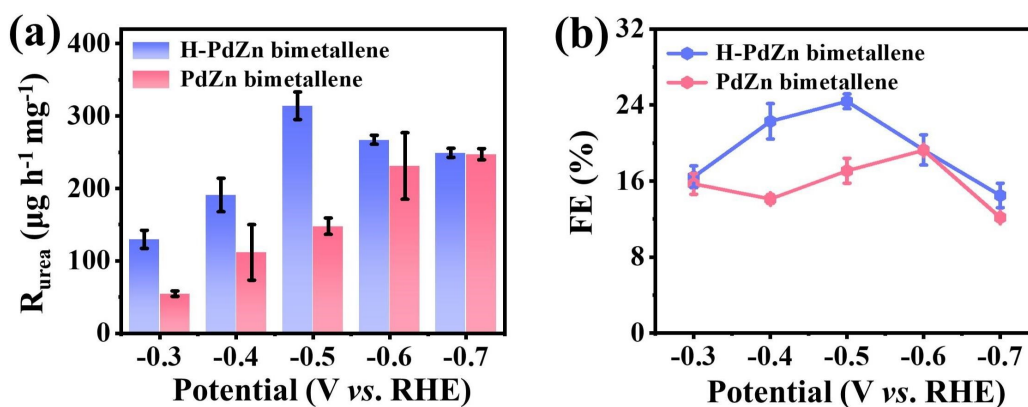 (a)
400
300
200
100
0
R_urea (µg h⁻¹ mg⁻¹)
H-PdZn bimetallene
PdZn bimetallene
-0.3 -0.4 -0.5 -0.6 -0.7
Potential (V vs. RHE)
(b)
32
24
16
8
0
FE (%)
H-PdZn bimetallene
PdZn bimetallene
-0.3 -0.4 -0.5 -0.6 -0.7
Potential (V vs. RHE)